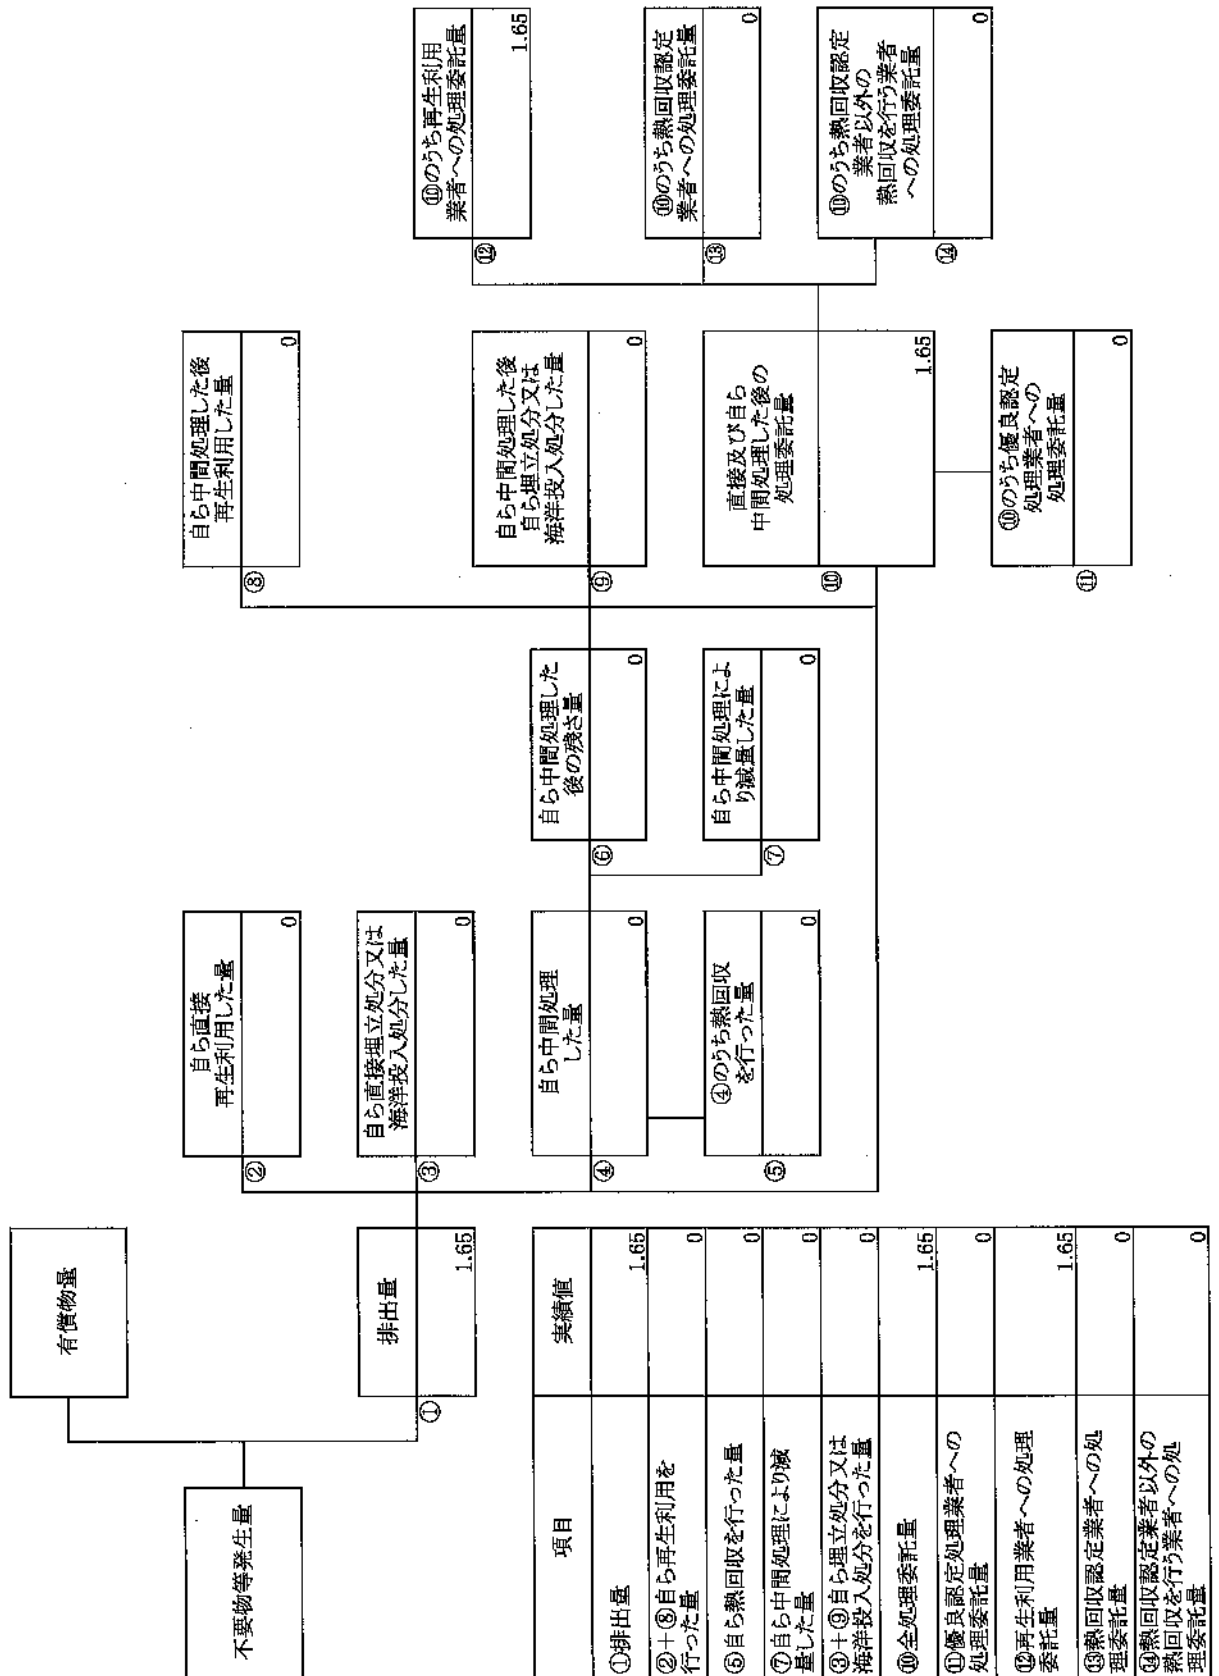 不要物等発生量
有償物量
①
排出量
1.65
②
自ら直接
再生利用した量
0
③
自ら直接埋立処分又は
海洋投入処分した量
0
④
自ら中間処理
した量
0
⑤
④のうち熱回収
を行った量
0
⑥
自ら中間処理した
後の残さ量
0
⑦
自ら中間処理によ
り減量した量
0
⑧
自ら中間処理した後
再生利用した量
0
⑨
自ら中間処理した後
自ら埋立処分又は
海洋投入処分した量
0
⑩
直接及び自ら
中間処理した後の
処理委託量
1.65
⑪
⑩のうち優良認定
処理業者への
処理委託量
0
⑫
⑩のうち再生利用
業者への処理委託量
1.65
⑬
⑩のうち熱回収認定
業者への処理委託量
0
⑭
⑩のうち熱回収認定
業者以外の
熱回収を行う業者
への処理委託量
0
項目
実績値
①排出量
1.65
②+⑧自ら再生利用を
行った量
0
⑤自ら熱回収を行った量
0
⑦自ら中間処理により減
量した量
0
③+⑨自ら埋立処分又は
海洋投入処分を行った量
0
⑩全処理委託量
1.65
⑪優良認定処理業者への
処理委託量
0
⑫再生利用業者への処理
委託量
1.65
⑬熱回収認定業者への処
理委託量
0
⑭熱回収認定業者以外の
熱回収を行う業者への処
理委託量
0